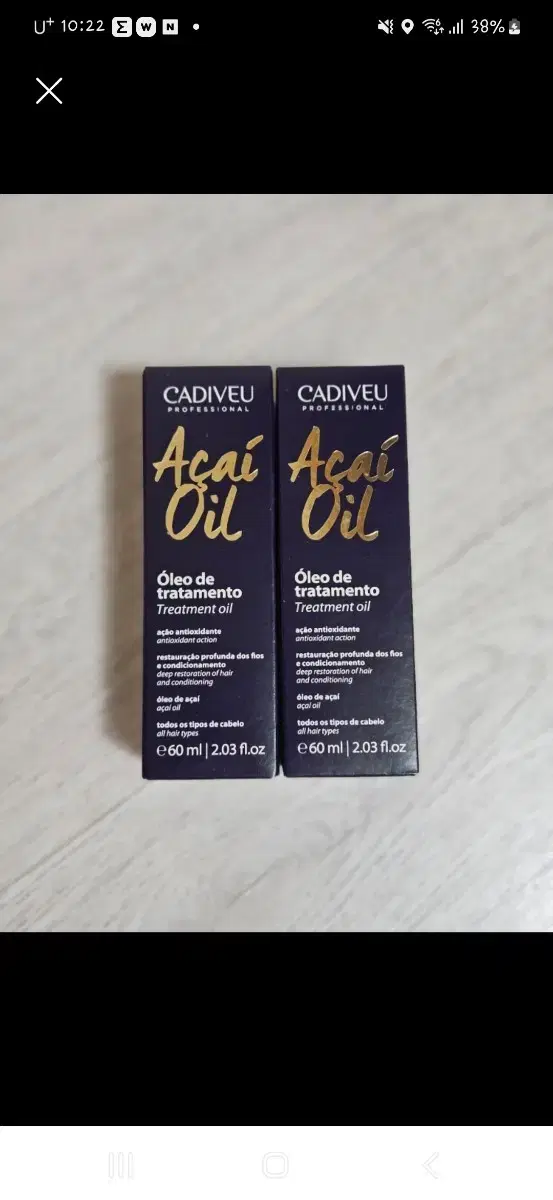 U+ 10:22 Σ W N
38%
CADIVEU
PROFESSIONAL
Açaí
Oil
Óleo de
tratamento
Treatment oil
ação antioxidante
antioxidant action
restauração profunda dos fios
e condicionamento
deep restoration of hair
and conditioning
óleo de açaí
açaí oil
todos os tipos de cabelo
all hair types
e60 ml | 2.03 fl.oz
CADIVEU
PROFESSIONAL
Açaí
Oil
Óleo de
tratamento
Treatment oil
ação antioxidante
antioxidant action
restauração profunda dos fios
e condicionamento
deep restoration of hair
and conditioning
óleo de açaí
açaí oil
todos os tipos de cabelo
all hair types
e60 ml | 2.03 fl.oz